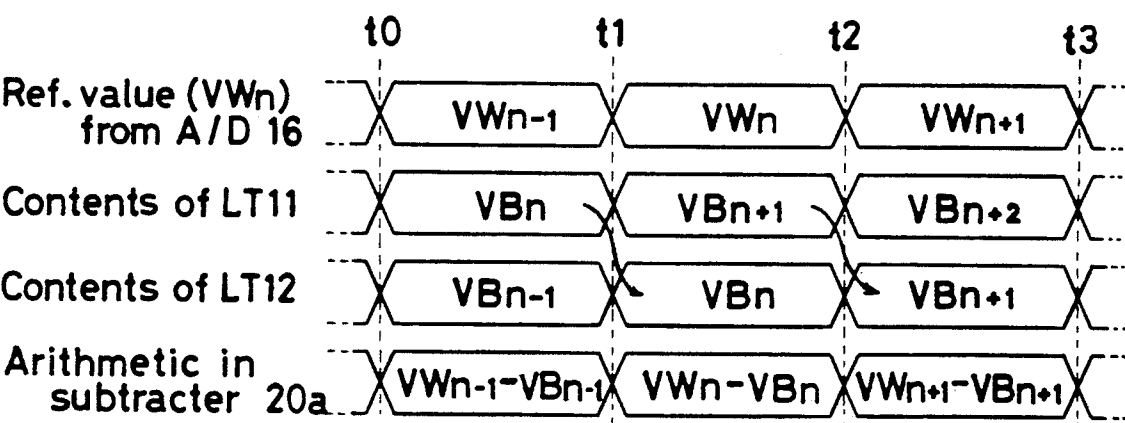 t0 t1 t2 t3
Ref. value (VWn)
from A/D 16
VWn-1 VWn VWn+1
Contents of LT11 VBn VBn+1 VBn+2
Contents of LT12 VBn-1 VBn VBn+1
Arithmetic in
subtracter 20a
VWn-1-VBn-1 VWn-VBn VWn+1-VBn+1